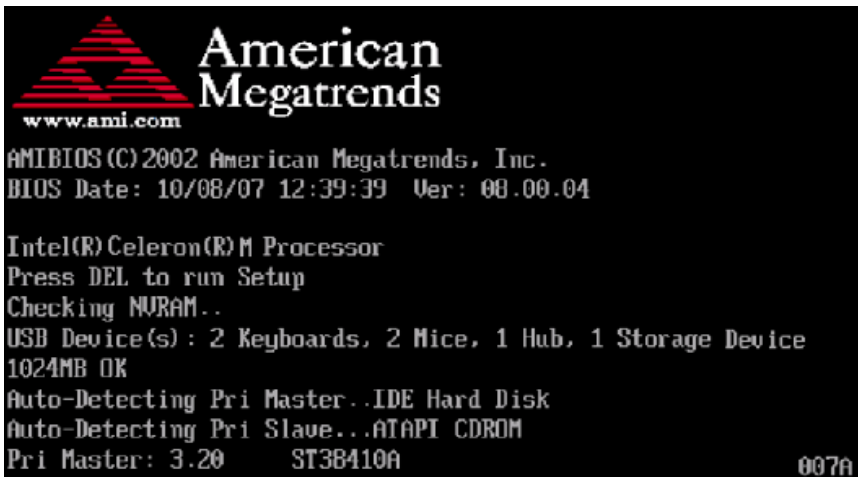 American
Megatrends
www.ami.com
AMIBIOS(C)2002 American Megatrends, Inc.
BIOS Date: 10/08/07 12:39:39 Ver: 08.00.04
Intel(R)Celeron(R)M Processor
Press DEL to run Setup
Checking NVRAM..
USB Device(s): 2 Keyboards, 2 Mice, 1 Hub, 1 Storage Device
1024MB OK
Auto-Detecting Pri Master..IDE Hard Disk
Auto-Detecting Pri Slave...ATAPI CDROM
Pri Master: 3.20 ST38410A
007A